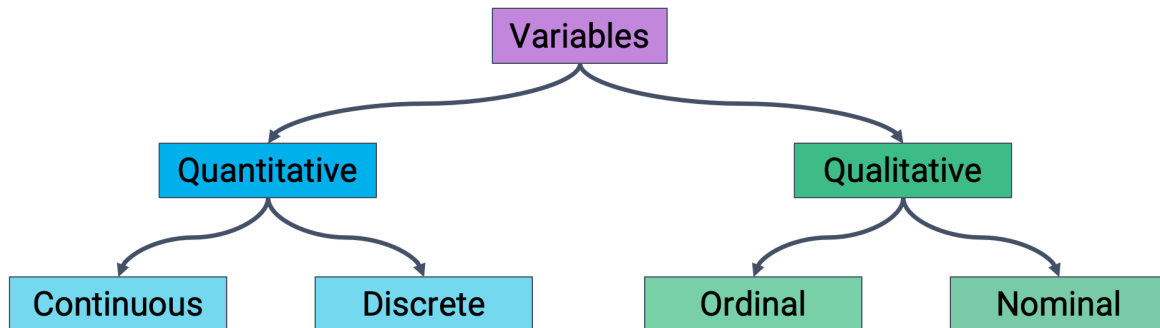 Variables
Quantitative
Qualitative
Continuous
Discrete
Ordinal
Nominal